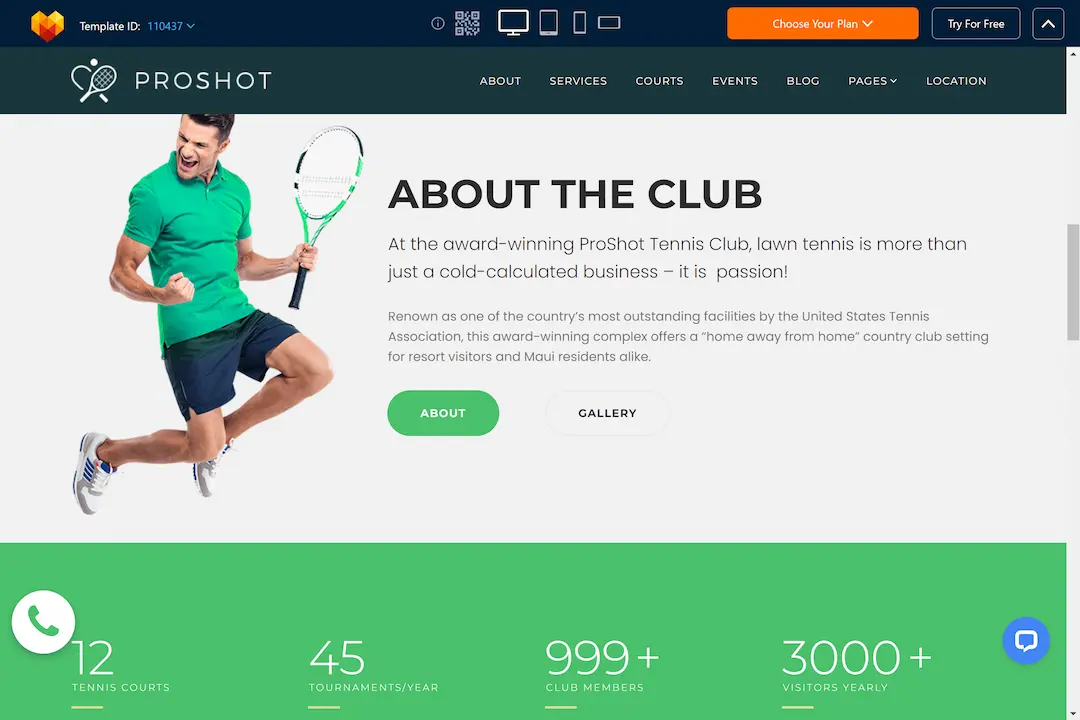 Template ID: 110437
Choose Your Plan
Try For Free
PROSHOT
ABOUT
SERVICES
COURTS
EVENTS
BLOG
PAGES
LOCATION
ABOUT THE CLUB
At the award-winning ProShot Tennis Club, lawn tennis is more than
just a cold-calculated business – it is passion!
Renown as one of the country’s most outstanding facilities by the United States Tennis
Association, this award-winning complex offers a “home away from home” country club setting
for resort visitors and Maui residents alike.
ABOUT
GALLERY
12
TENNIS COURTS
45
TOURNAMENTS/YEAR
999+
CLUB MEMBERS
3000+
VISITORS YEARLY